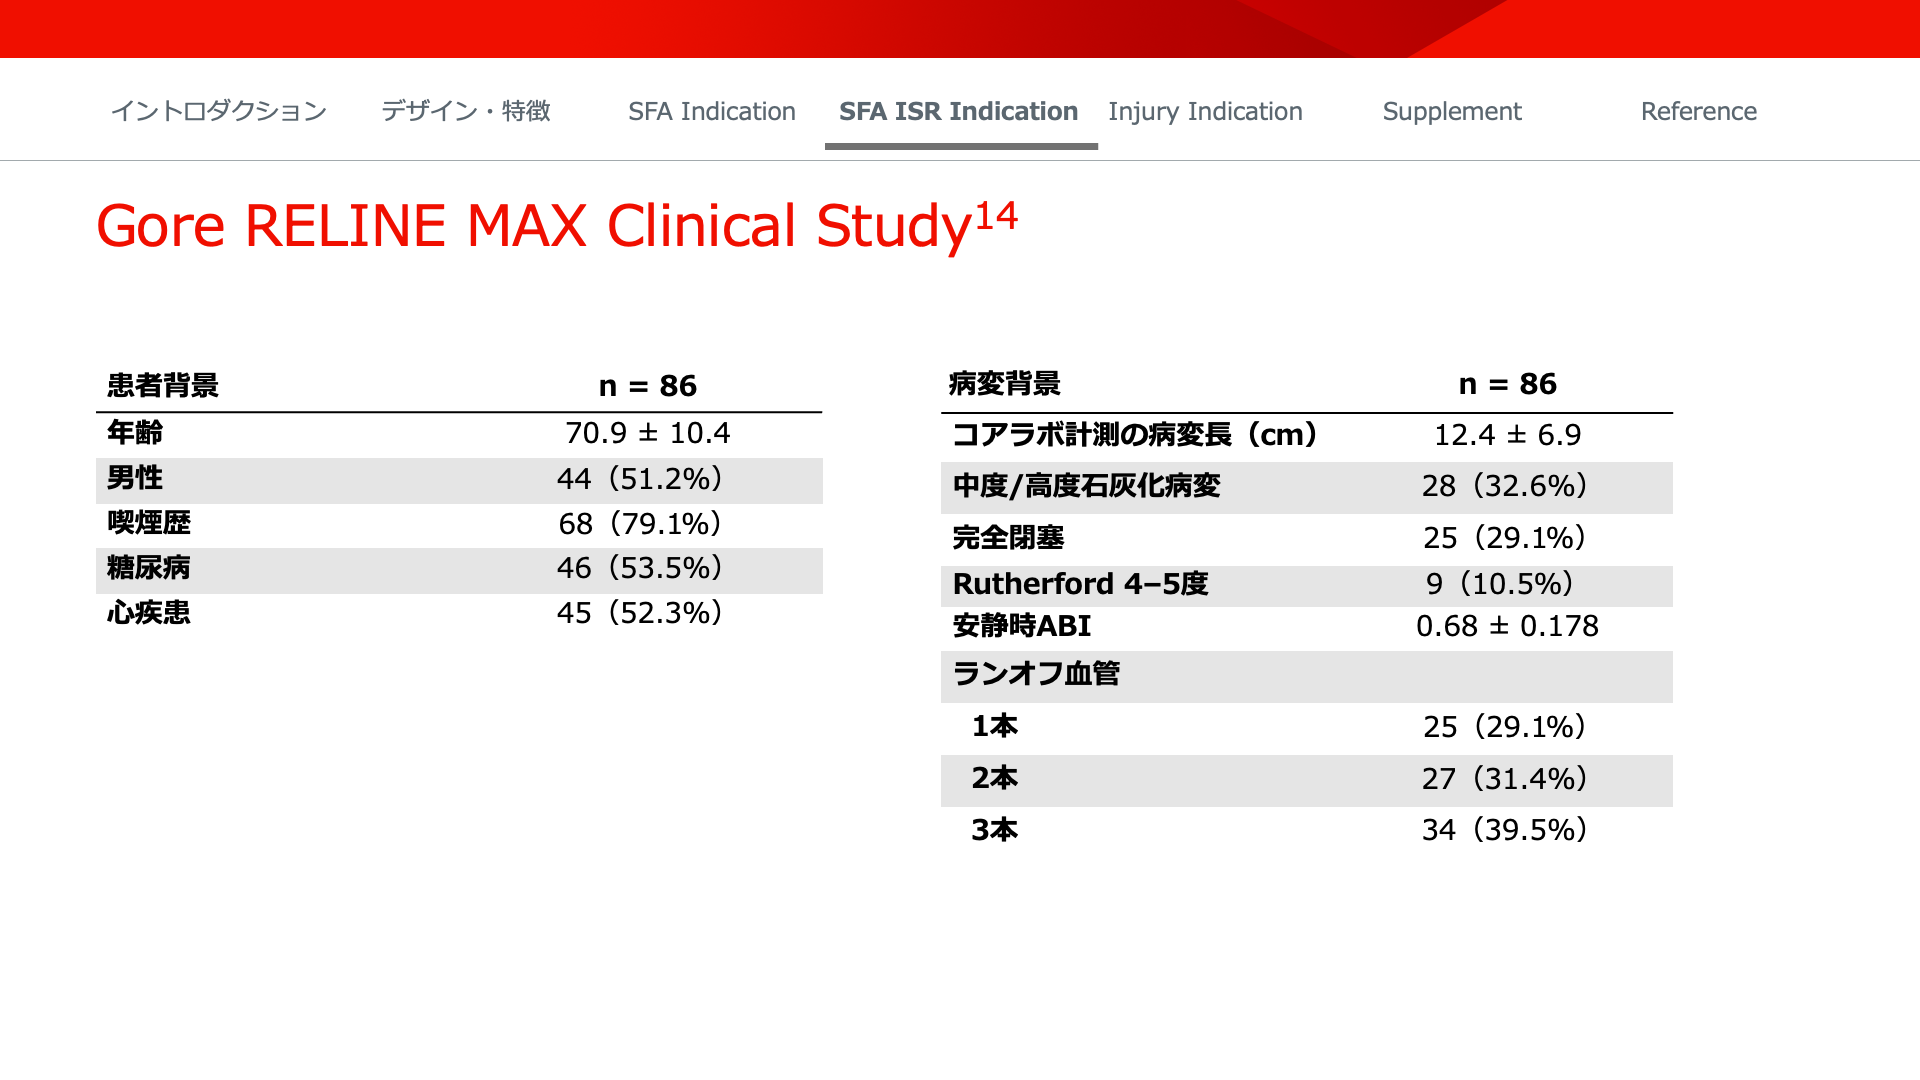 イントロダクション デザイン・特徴 SFA Indication SFA ISR Indication Injury Indication Supplement Reference
Gore RELINE MAX Clinical Study14
患者背景 n = 86
年齢 70.9 ± 10.4
男性 44（51.2%）
喫煙歴 68（79.1%）
糖尿病 46（53.5%）
心疾患 45（52.3%）
病変背景 n = 86
コアラボ計測の病変長（cm） 12.4 ± 6.9
中度/高度石灰化病変 28（32.6%）
完全閉塞 25（29.1%）
Rutherford 4–5度 9（10.5%）
安静時ABI 0.68 ± 0.178
ランオフ血管
1本 25（29.1%）
2本 27（31.4%）
3本 34（39.5%）